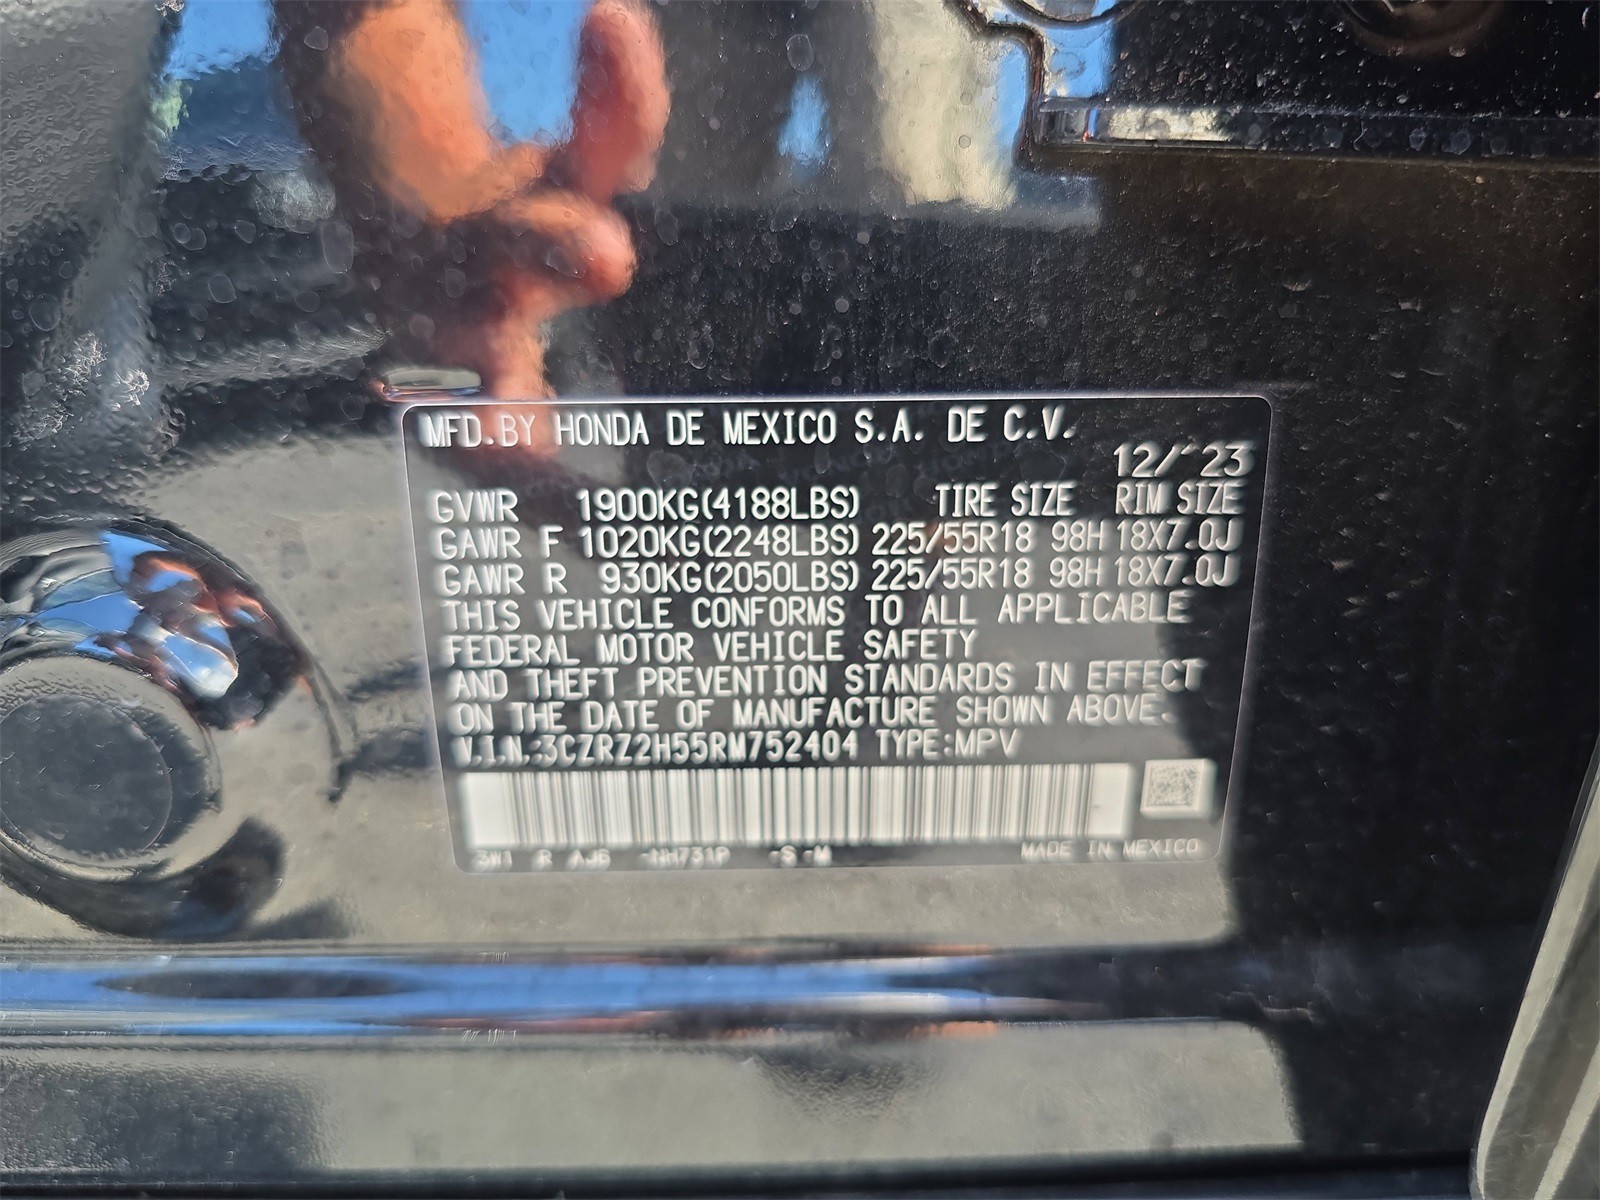 MFD.BY HONDA DE MEXICO S.A. DE C.V.
12/'23
GVWR 1900KG(4188LBS) TIRE SIZE RIM SIZE
GAWR F 1020KG(2248LBS) 225/55R18 98H 18X7.0J
GAWR R 930KG(2050LBS) 225/55R18 98H 18X7.0J
THIS VEHICLE CONFORMS TO ALL APPLICABLE
FEDERAL MOTOR VEHICLE SAFETY
AND THEFT PREVENTION STANDARDS IN EFFECT
ON THE DATE OF MANUFACTURE SHOWN ABOVE.
V.I.N.:3CZRZ2H55RM752404 TYPE:MPV
3W1 R AJ6 -NH731P -S -M MADE IN MEXICO